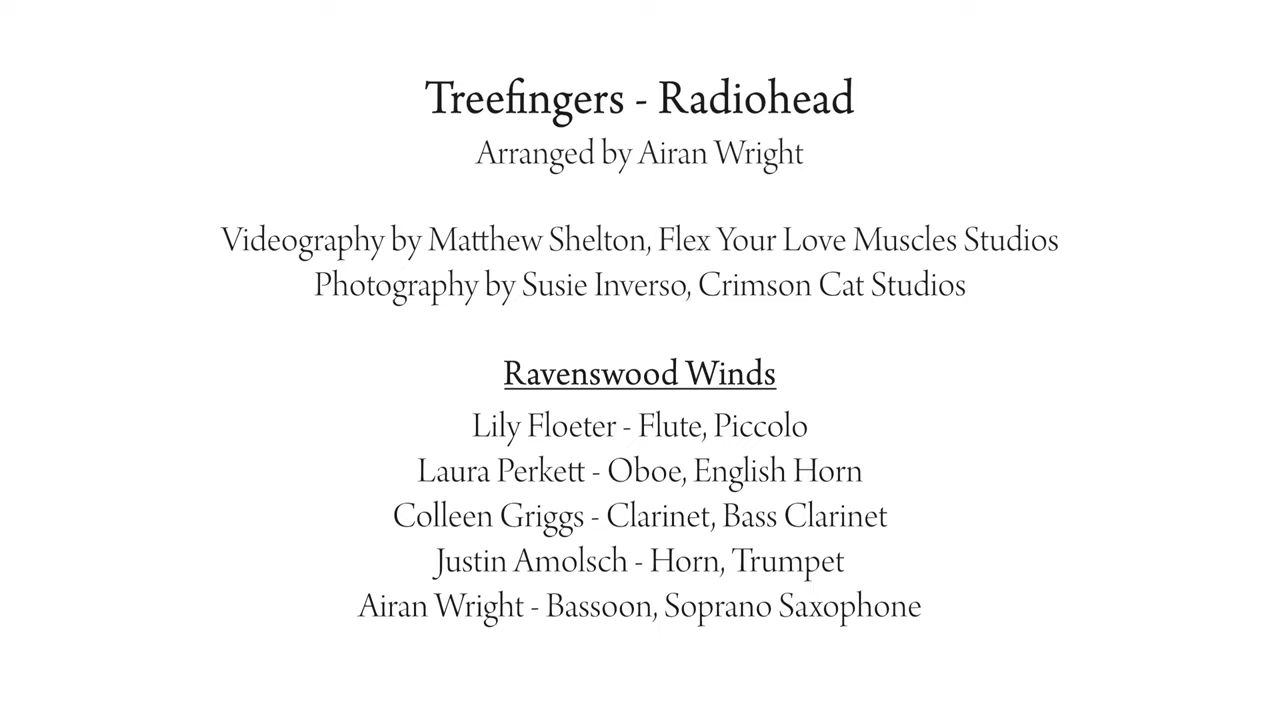 Treefingers - Radiohead
Arranged by Airan Wright
Videography by Matthew Shelton, Flex Your Love Muscles Studios
Photography by Susie Inverso, Crimson Cat Studios
Ravenswood Winds
Lily Floeter - Flute, Piccolo
Laura Perkett - Oboe, English Horn
Colleen Griggs - Clarinet, Bass Clarinet
Justin Amolsch - Horn, Trumpet
Airan Wright - Bassoon, Soprano Saxophone